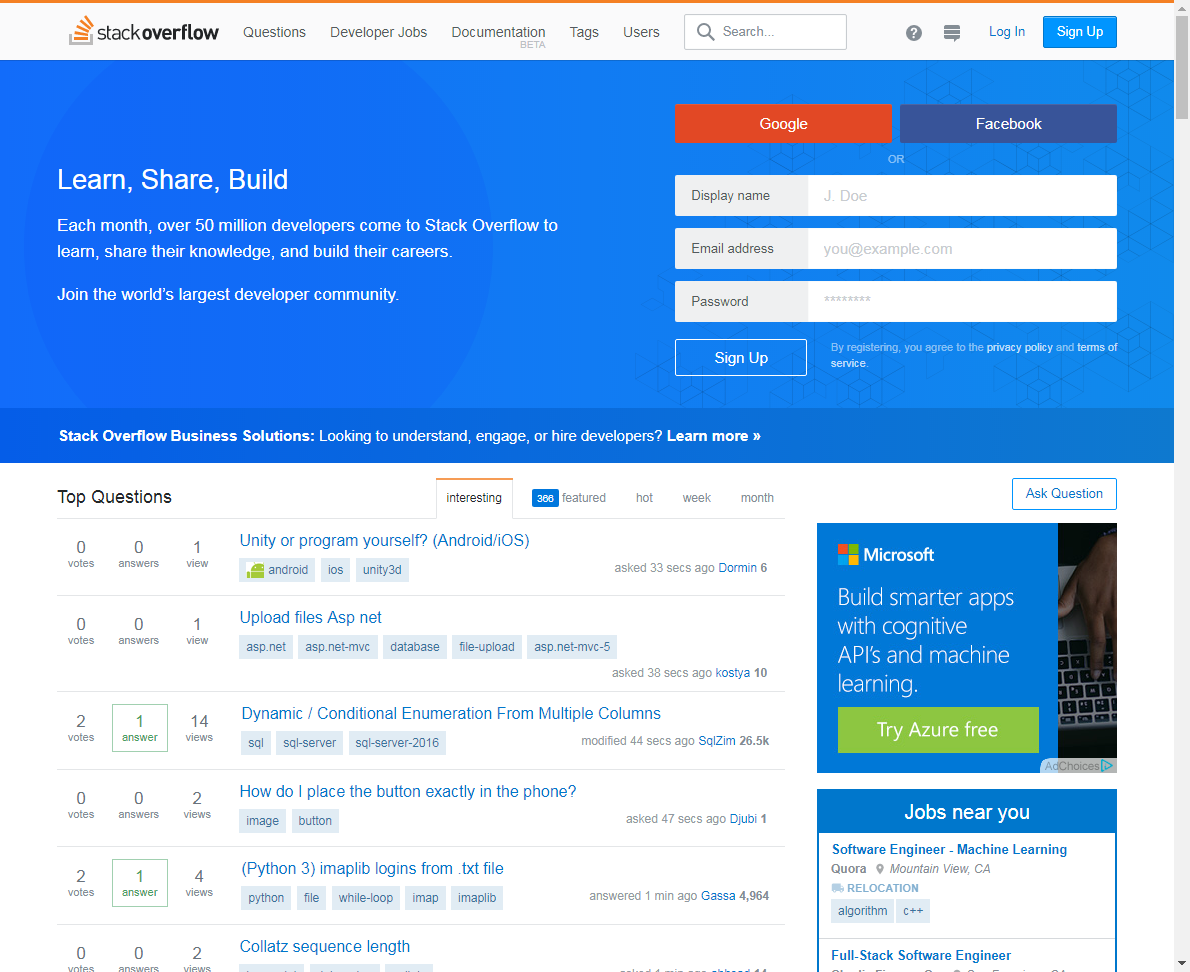 stackoverflow
Questions
Developer Jobs
Documentation
BETA
Tags
Users
Search...
?
Log In
Sign Up
Google
Facebook
OR
Learn, Share, Build
Each month, over 50 million developers come to Stack Overflow to
learn, share their knowledge, and build their careers.
Join the world’s largest developer community.
Display name
J. Doe
Email address
you@example.com
Password
********
Sign Up
By registering, you agree to the privacy policy and terms of
service.
Stack Overflow Business Solutions: Looking to understand, engage, or hire developers? Learn more »
Top Questions
interesting
366 featured
hot
week
month
0 votes
0 answers
1 view
Unity or program yourself? (Android/iOS)
android ios unity3d
asked 33 secs ago Dormin 6
0 votes
0 answers
1 view
Upload files Asp net
asp.net asp.net-mvc database file-upload asp.net-mvc-5
asked 38 secs ago kostya 10
2 votes
1 answer
14 views
Dynamic / Conditional Enumeration From Multiple Columns
sql sql-server sql-server-2016
modified 44 secs ago SqlZim 26.5k
0 votes
0 answers
2 views
How do I place the button exactly in the phone?
image button
asked 47 secs ago Djubi 1
2 votes
1 answer
4 views
(Python 3) imaplib logins from .txt file
python file while-loop imap imaplib
answered 1 min ago Gassa 4,964
0 votes
0 answers
2 views
Collatz sequence length
Ask Question
Microsoft
Build smarter apps
with cognitive
API’s and machine
learning.
Try Azure free
AdChoices
Jobs near you
Software Engineer - Machine Learning
Quora Mountain View, CA
RELOCATION
algorithm c++
Full-Stack Software Engineer